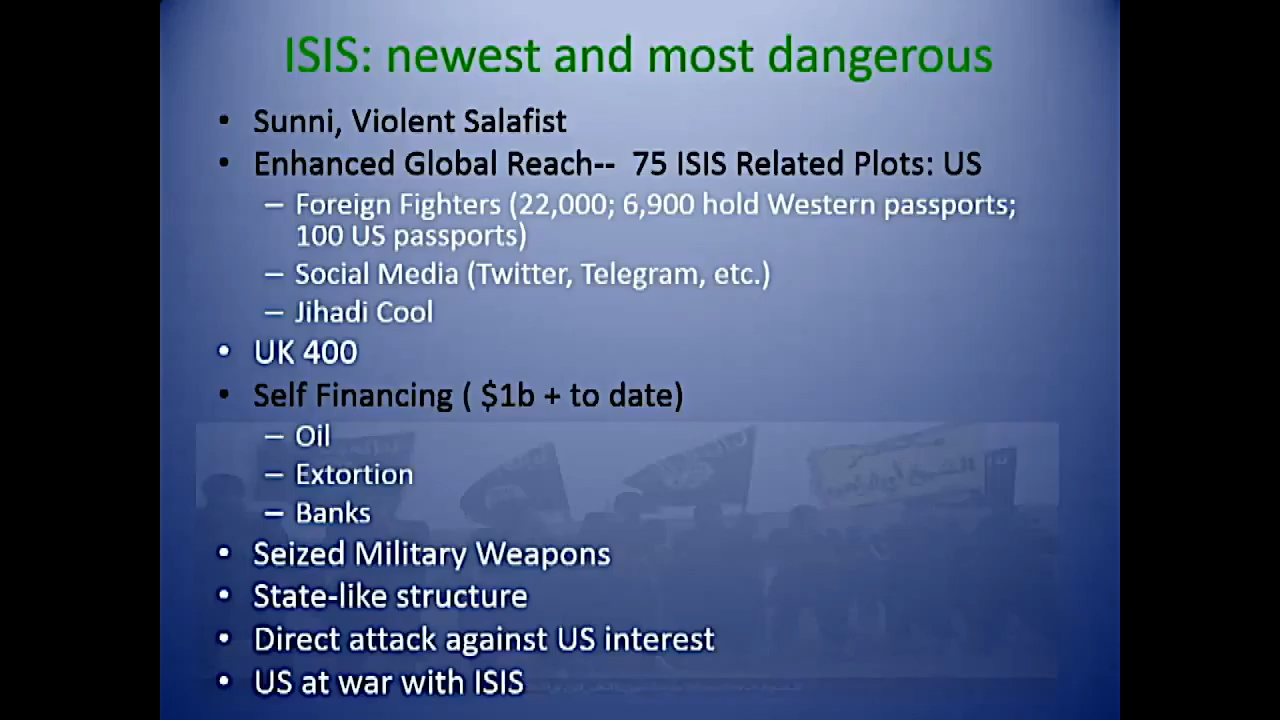 ISIS: newest and most dangerous
• Sunni, Violent Salafist
• Enhanced Global Reach-- 75 ISIS Related Plots: US
– Foreign Fighters (22,000; 6,900 hold Western passports;
100 US passports)
– Social Media (Twitter, Telegram, etc.)
– Jihadi Cool
• UK 400
• Self Financing ( $1b + to date)
– Oil
– Extortion
– Banks
• Seized Military Weapons
• State-like structure
• Direct attack against US interest
• US at war with ISIS